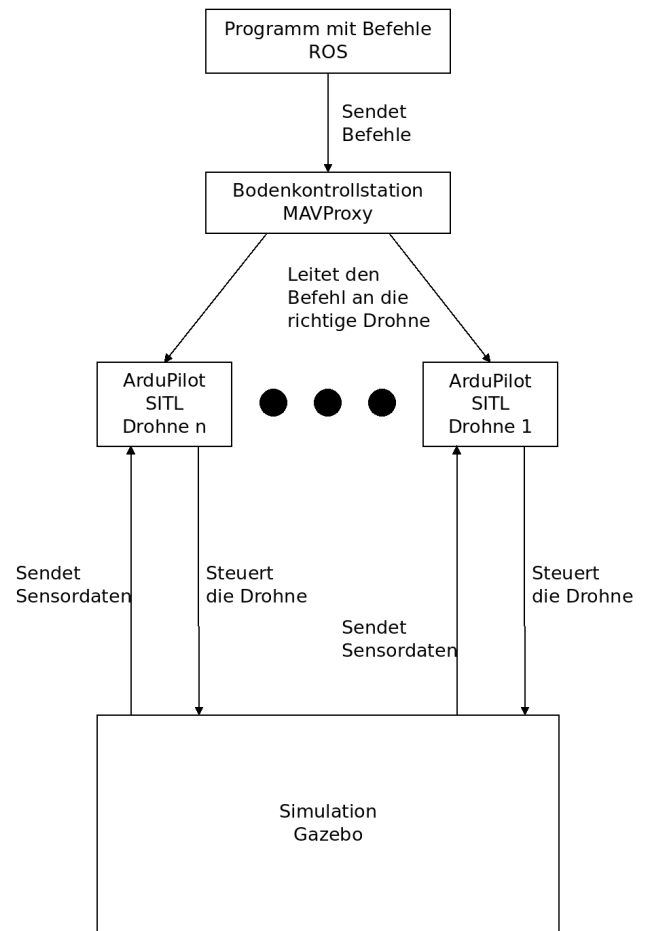 Programm mit Befehle
ROS
Sendet
Befehle
Bodenkontrollstation
MAVProxy
Leitet den
Befehl an die
richtige Drohne
ArduPilot
SITL
Drohne n
ArduPilot
SITL
Drohne 1
Sendet
Sensordaten
Steuert
die Drohne
Sendet
Sensordaten
Steuert
die Drohne
Simulation
Gazebo